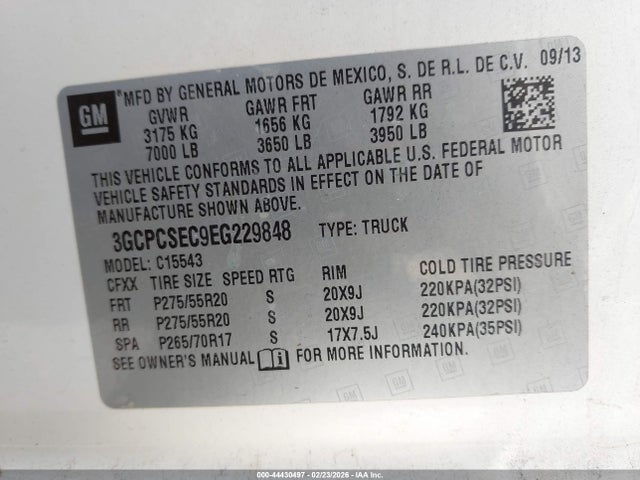 GM
MFD BY GENERAL MOTORS DE MEXICO, S. DE R.L. DE C.V. 09/13
GVWR GAWR FRT GAWR RR
3175 KG 1656 KG 1792 KG
7000 LB 3650 LB 3950 LB
THIS VEHICLE CONFORMS TO ALL APPLICABLE U.S. FEDERAL MOTOR
VEHICLE SAFETY STANDARDS IN EFFECT ON THE DATE OF
MANUFACTURE SHOWN ABOVE.
3GCPCSEC9EG229848 TYPE: TRUCK
MODEL: C15543
CFXX TIRE SIZE SPEED RTG RIM COLD TIRE PRESSURE
FRT P275/55R20 S 20X9J 220KPA(32PSI)
RR P275/55R20 S 20X9J 220KPA(32PSI)
SPA P265/70R17 S 17X7.5J 240KPA(35PSI)
SEE OWNER'S MANUAL FOR MORE INFORMATION.
000-44430497 - 02/23/2026 - IAA Inc.